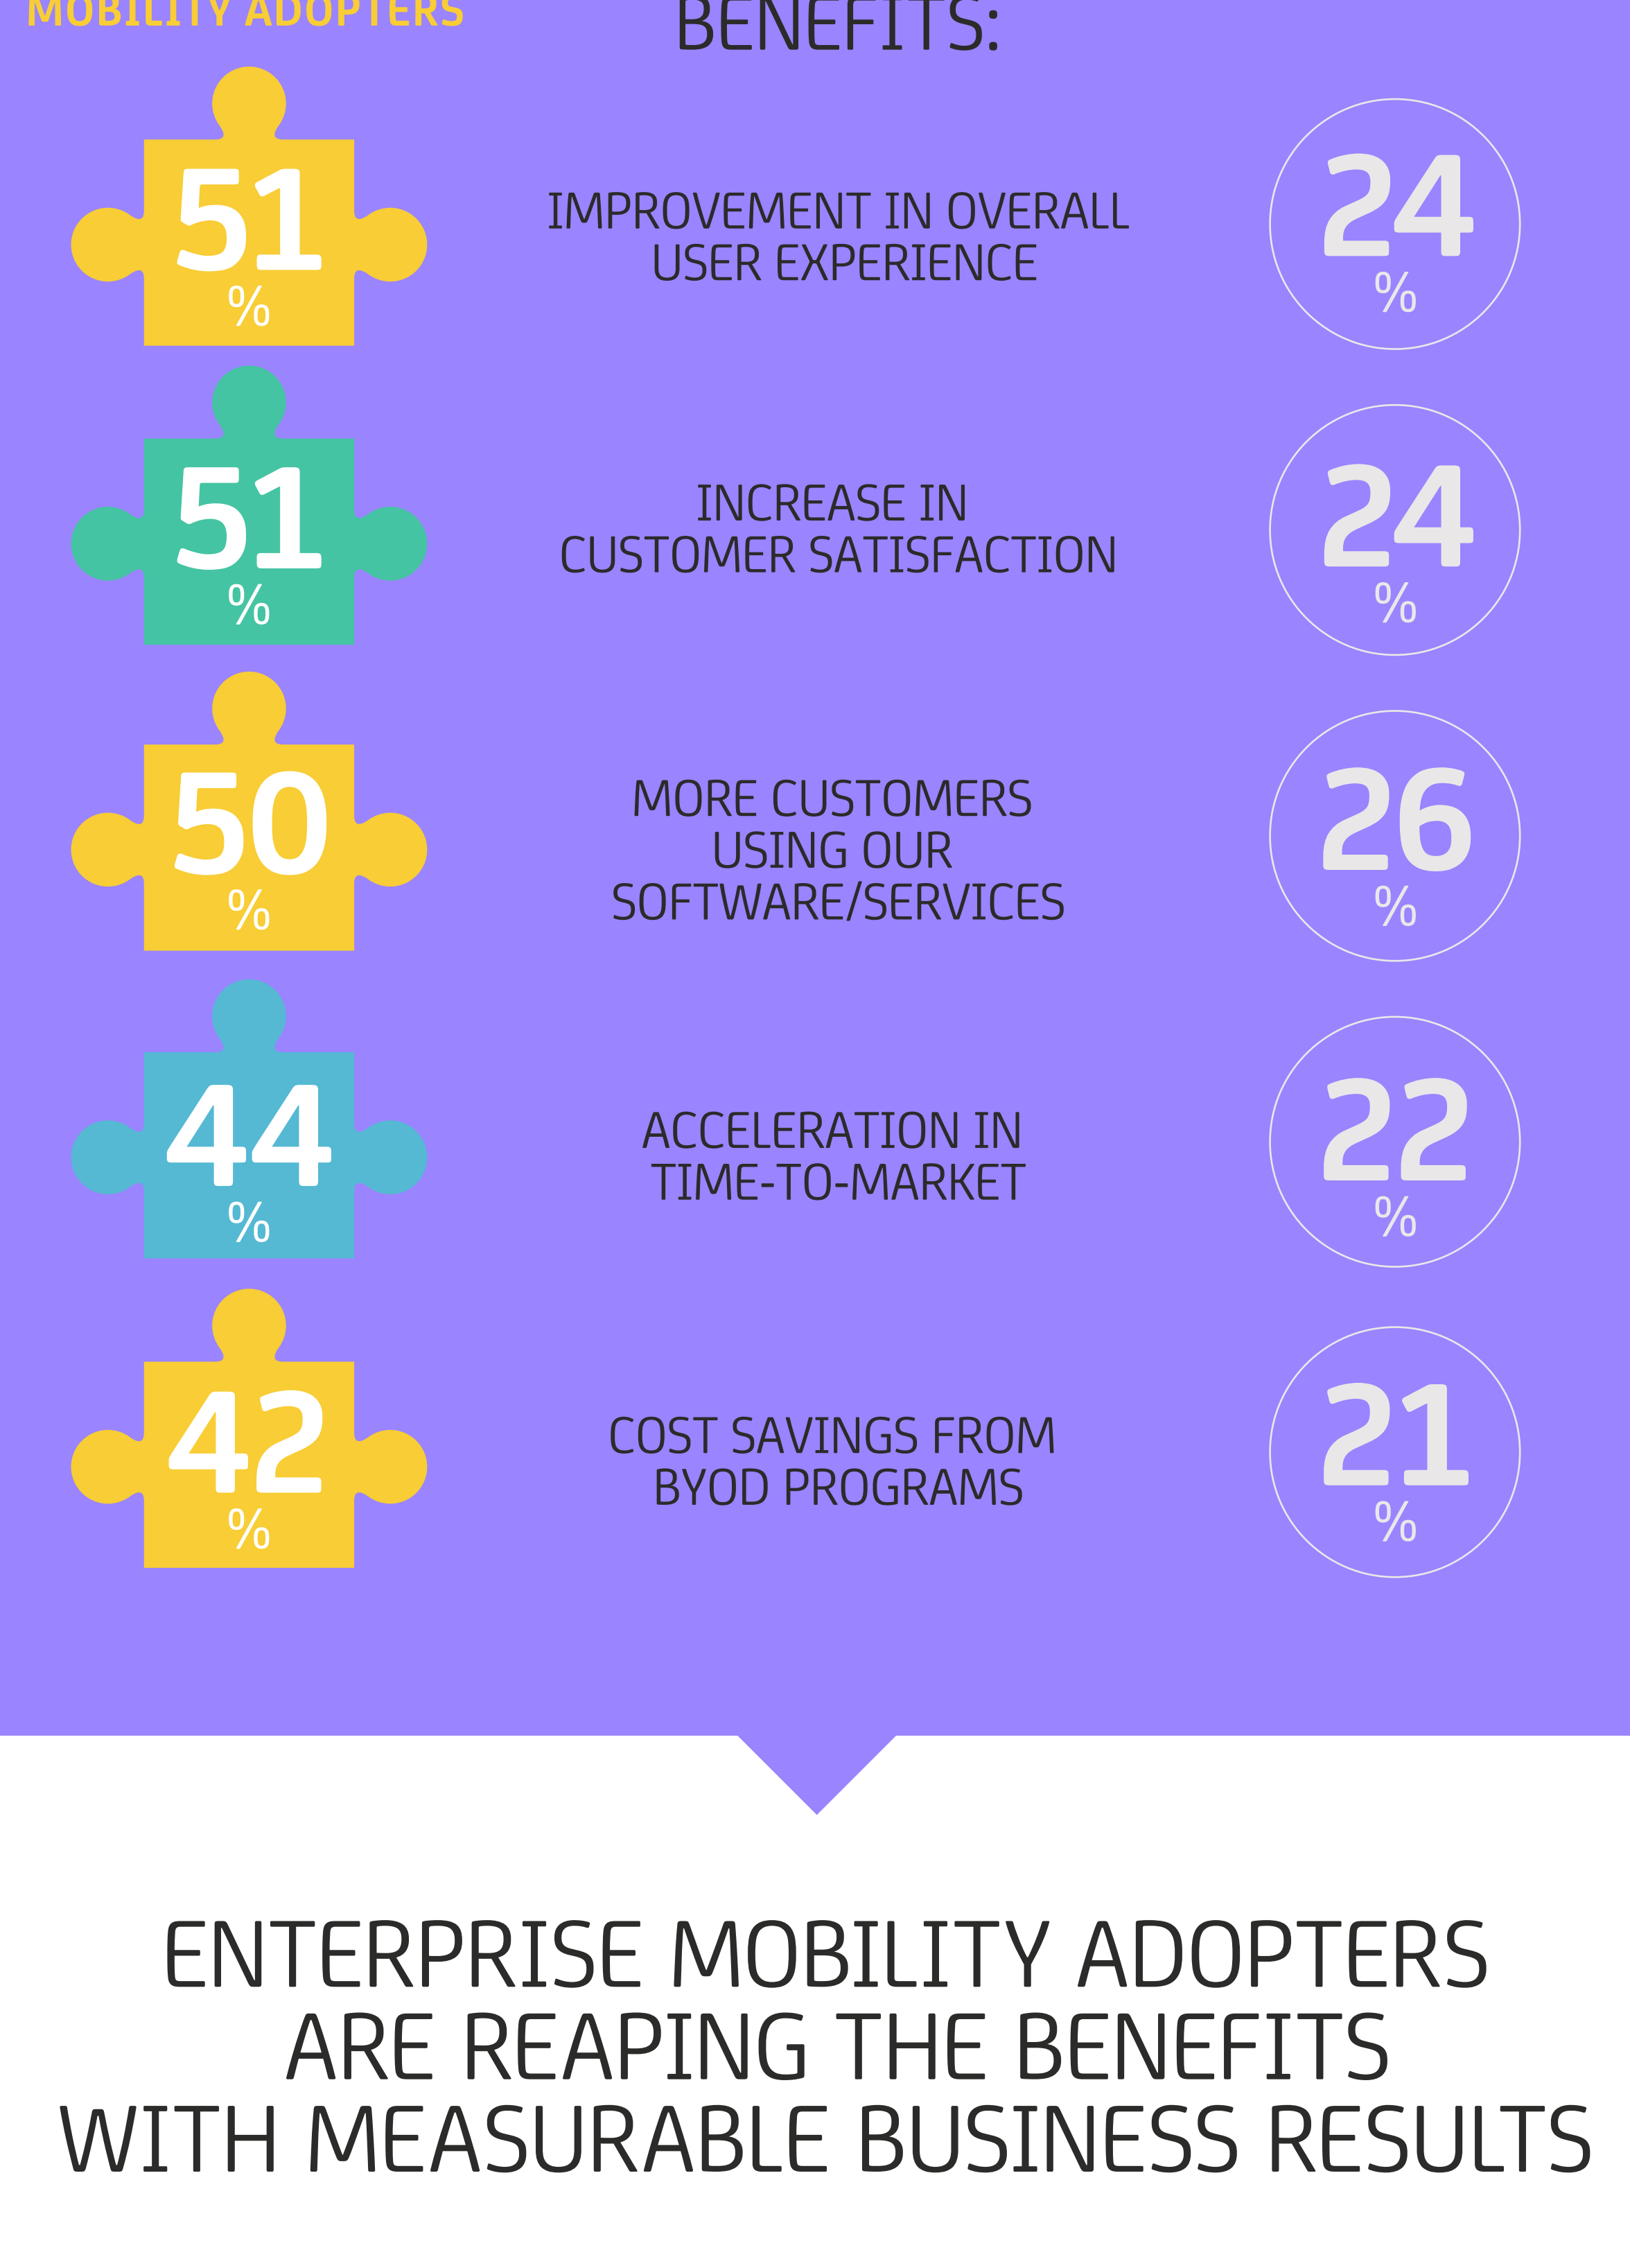 MOBILITY ADOPTERS
BENEFITS:
51
%
IMPROVEMENT IN OVERALL
USER EXPERIENCE
24
%
51
%
INCREASE IN
CUSTOMER SATISFACTION
24
%
50
%
MORE CUSTOMERS
USING OUR
SOFTWARE/SERVICES
26
%
44
%
ACCELERATION IN
TIME-TO-MARKET
22
%
42
%
COST SAVINGS FROM
BYOD PROGRAMS
21
%
ENTERPRISE MOBILITY ADOPTERS
ARE REAPING THE BENEFITS
WITH MEASURABLE BUSINESS RESULTS